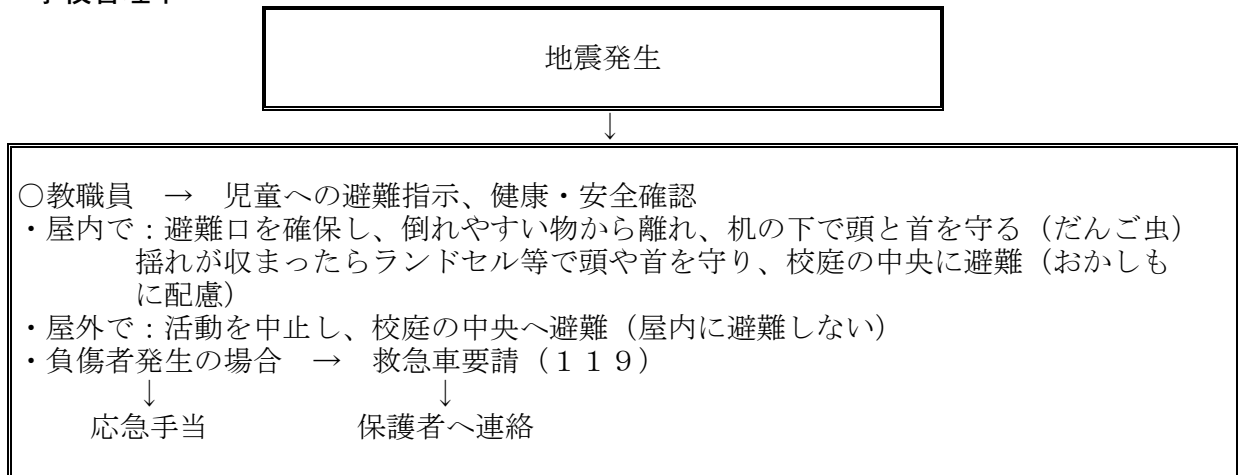 地震発生
↓
○教職員　→　児童への避難指示、健康・安全確認
・屋内で：避難口を確保し、倒れやすい物から離れ、机の下で頭と首を守る（だんご虫）
揺れが収まったらランドセル等で頭や首を守り、校庭の中央に避難（おかしも
に配慮）
・屋外で：活動を中止し、校庭の中央へ避難（屋内に避難しない）
・負傷者発生の場合　→　救急車要請（１１９）
↓　↓
応急手当　保護者へ連絡